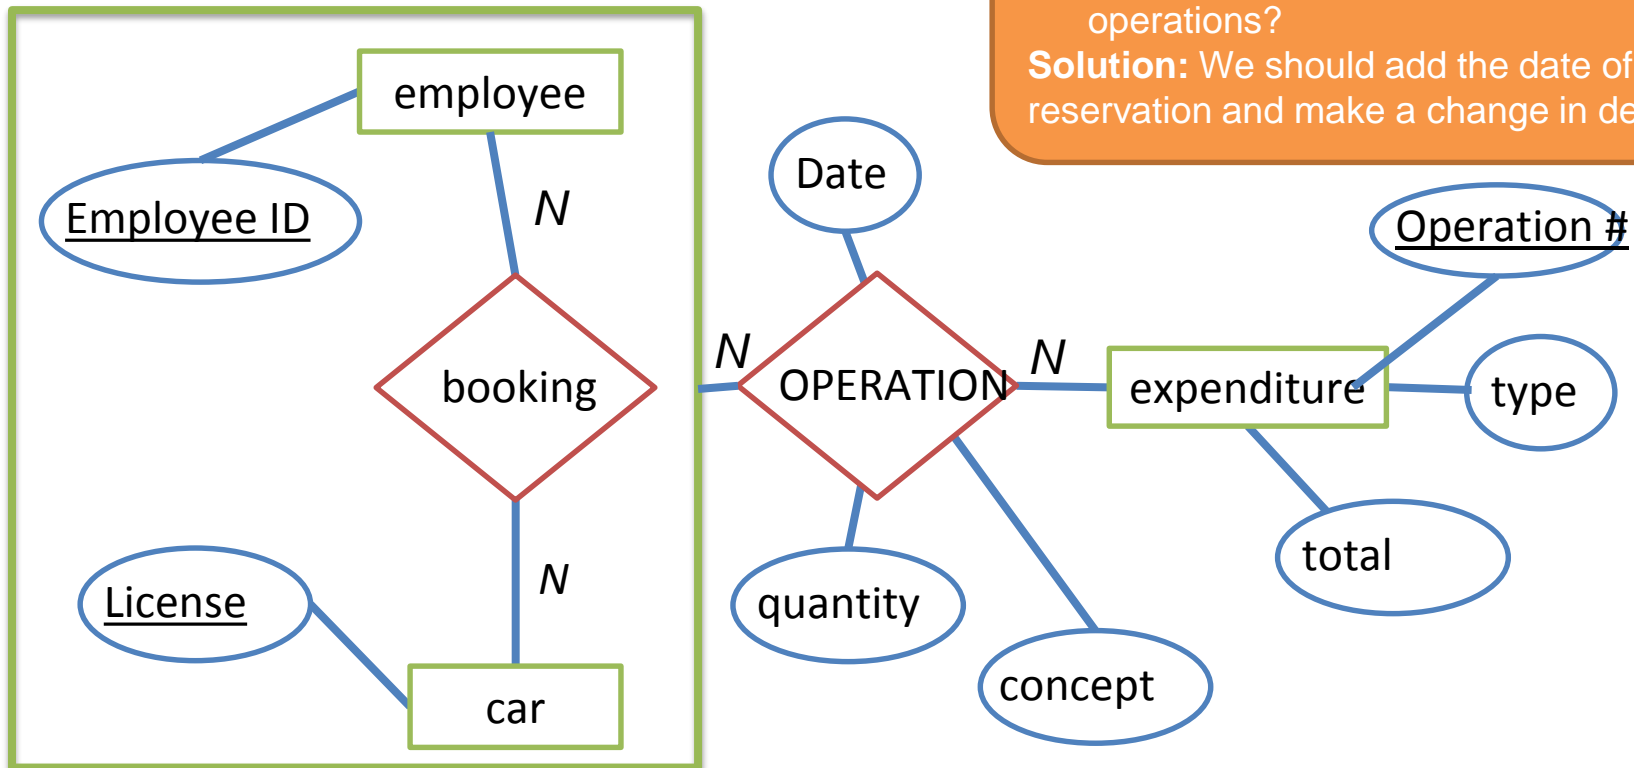 operations?
Solution: We should add the date of
reservation and make a change in de
employee
Date
Employee ID
N
Operation #
N
N
booking
OPERATION
expenditure
type
total
License
N
quantity
concept
car